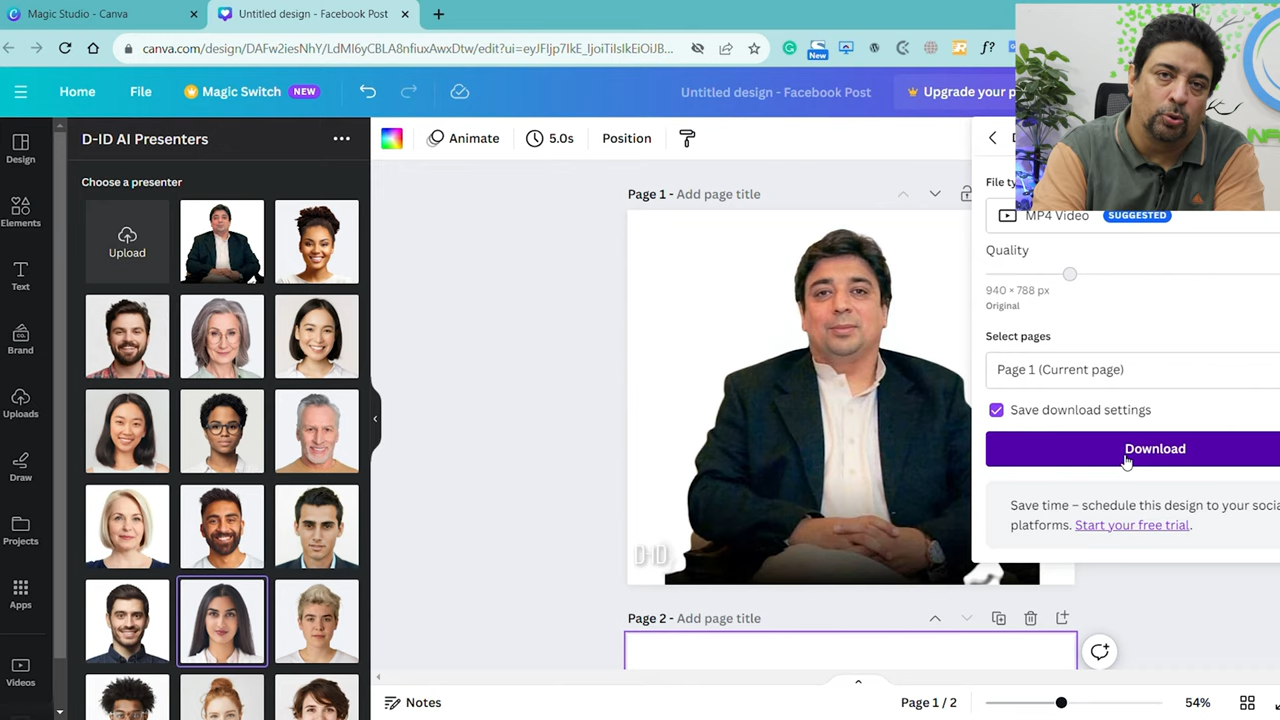 Magic Studio - Canva
Untitled design - Facebook Post
canva.com/design/DAFw2iesNhY/LdMl6yCBLA8nfiuxAwxDtw/edit?ui=eyJFIjp7IkE_IjoiTiIsIkEiOiJB...
New
f?
Home
File
Magic Switch NEW
Untitled design - Facebook Post
Upgrade your p
Design
Elements
Text
Brand
Uploads
Draw
Projects
Apps
Videos
D-ID AI Presenters
Choose a presenter
Upload
Animate
5.0s
Position
Page 1 - Add page title
D-iD
Page 2 - Add page title
File ty
MP4 Video SUGGESTED
Quality
940 × 788 px
Original
Select pages
Page 1 (Current page)
Save download settings
Download
Save time – schedule this design to your socia
platforms. Start your free trial.
Notes
Page 1 / 2
54%